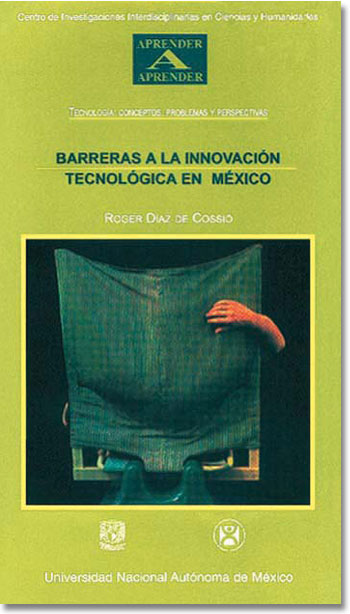 Centro de Investigaciones Interdisciplinarias en Ciencias y Humanidades
APRENDER
A
APRENDER
TECNOLOGÍA: CONCEPTOS, PROBLEMAS Y PERSPECTIVAS
BARRERAS A LA INNOVACIÓN
TECNOLÓGICA EN MÉXICO
ROGER DÍAZ DE COSSIO
Universidad Nacional Autónoma de México